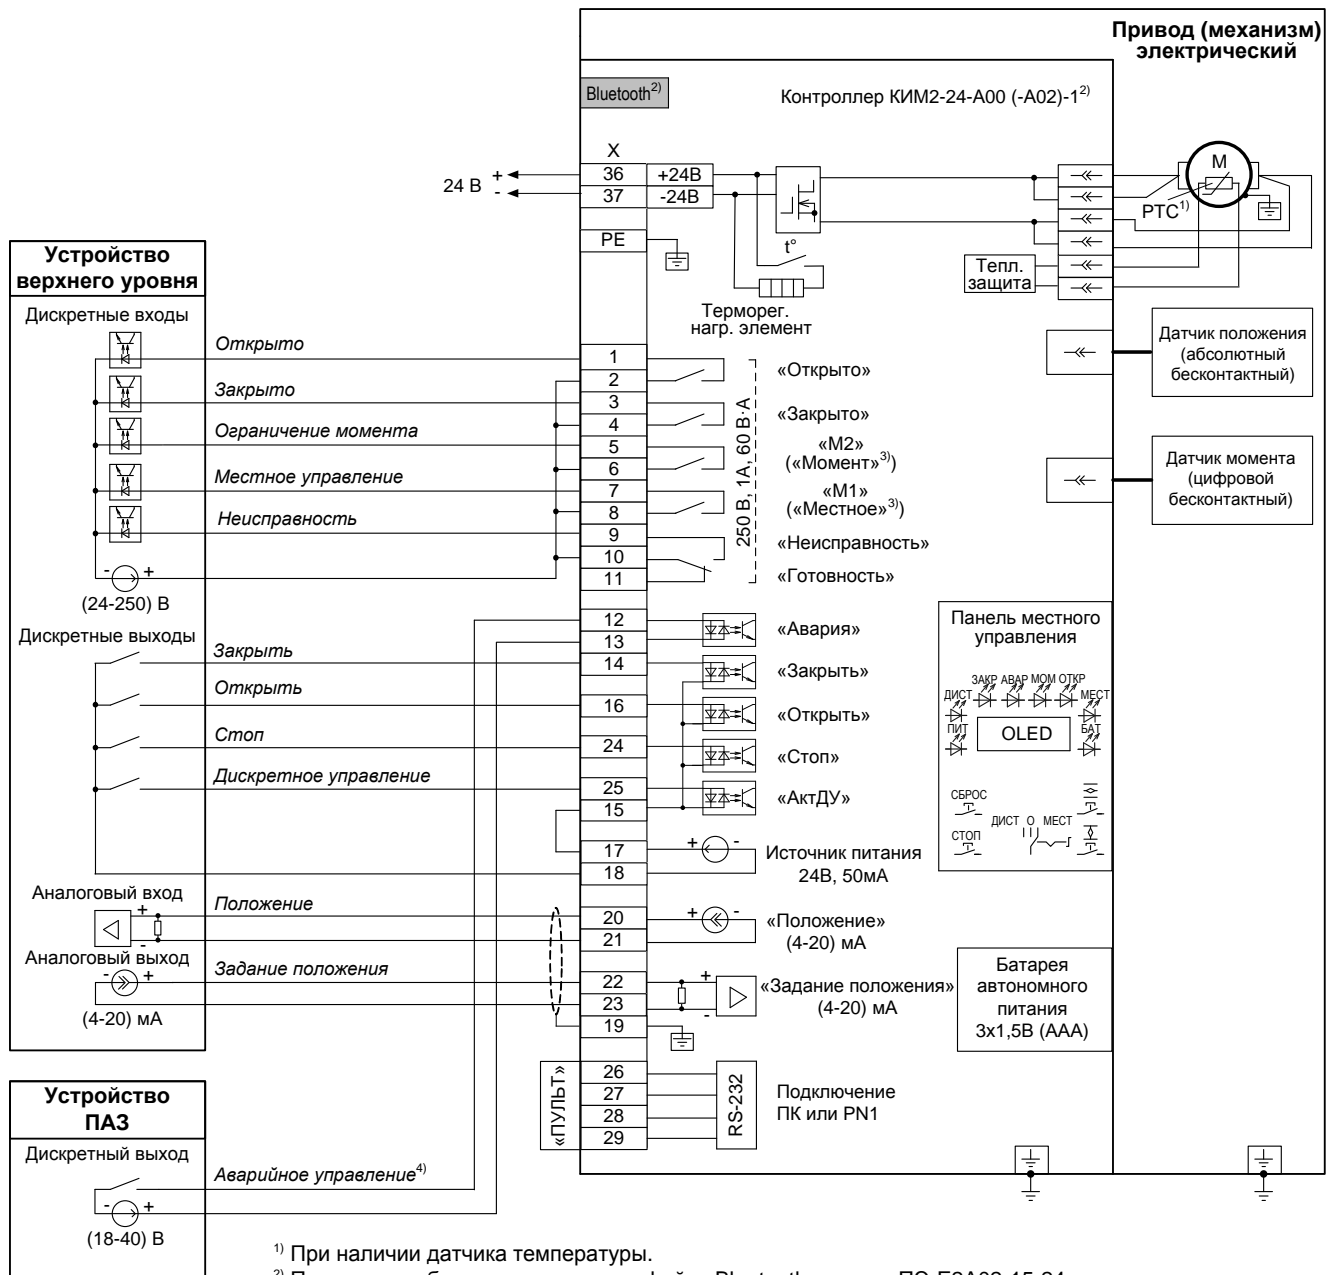 Привод (механизм)
электрический
Bluetooth2)
Контроллер КИМ2-24-А00 (-А02)-12)
X
24 В
+
-
36
+24В
37
-24В
PE
t°
Терморег.
нагр. элемент
Тепл.
защита
M
PTC1)
Датчик положения
(абсолютный
бесконтактный)
Датчик момента
(цифровой
бесконтактный)
Устройство
верхнего уровня
Дискретные входы
Открыто
Закрыто
Ограничение момента
Местное управление
Неисправность
- +
(24-250) В
1
2
3
4
5
6
7
8
9
10
11
250 В, 1А, 60 В·А
«Открыто»
«Закрыто»
«М2»
(«Момент»3))
«М1»
(«Местное»3))
«Неисправность»
«Готовность»
Дискретные выходы
Закрыть
Открыть
Стоп
Дискретное управление
12
13
14
16
24
25
15
17
18
«Авария»
«Закрыть»
«Открыть»
«Стоп»
«АктДУ»
+ -
Источник питания
24В, 50мА
Панель местного
управления
ЗАКР АВАР МОМ ОТКР
ДИСТ
МЕСТ
ПИТ
OLED
БАТ
СБРОС
ДИСТ О МЕСТ
СТОП
Аналоговый вход
+
-
Положение
20
21
+ -
«Положение»
(4-20) мА
Аналоговый выход
- +
(4-20) мА
Задание положения
22
23
19
+
-
«Задание положения»
(4-20) мА
Батарея
автономного
питания
3х1,5В (ААА)
«ПУЛЬТ»
26
27
28
29
RS-232
Подключение
ПК или PN1
Устройство
ПАЗ
Дискретный выход
Аварийное управление4)
- +
(18-40) В
1) При наличии датчика температуры.